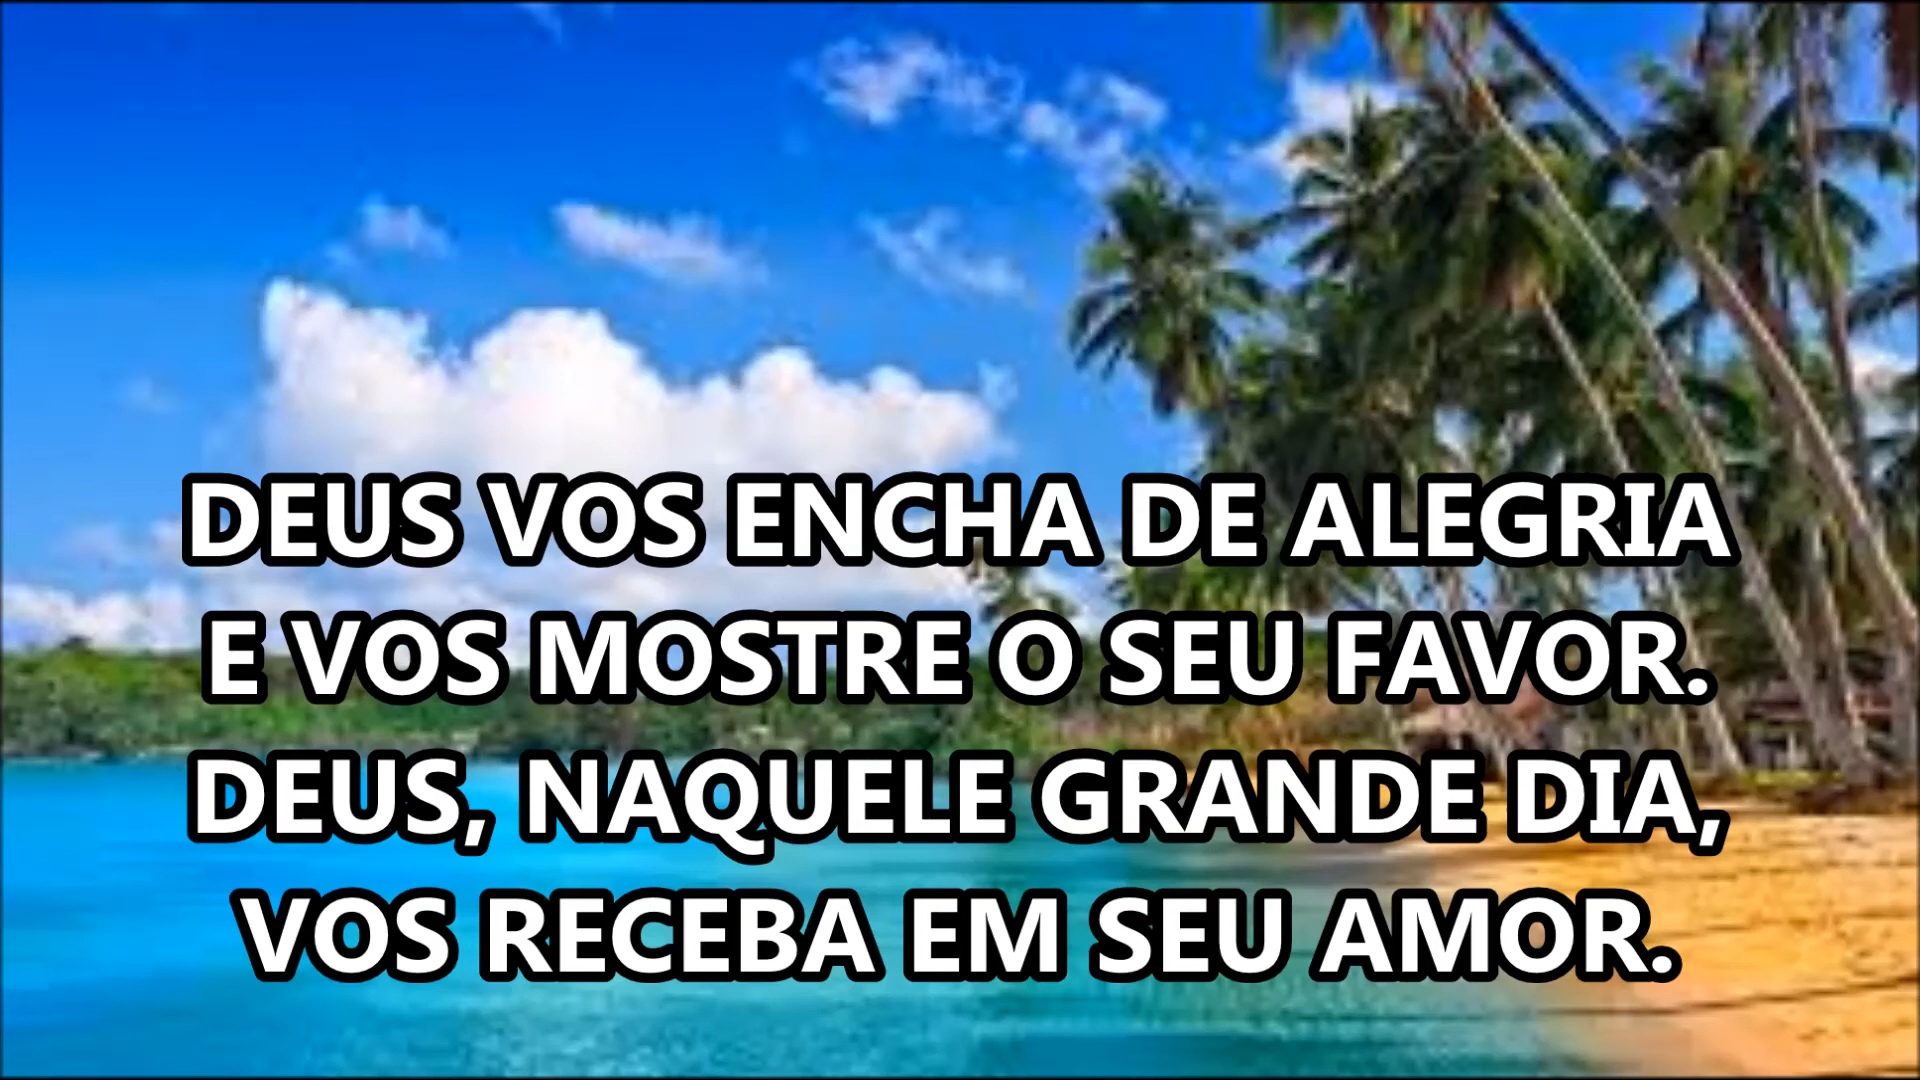 DEUS VOS ENCHA DE ALEGRIA
E VOS MOSTRE O SEU FAVOR.
DEUS, NAQUELE GRANDE DIA,
VOS RECEBA EM SEU AMOR.